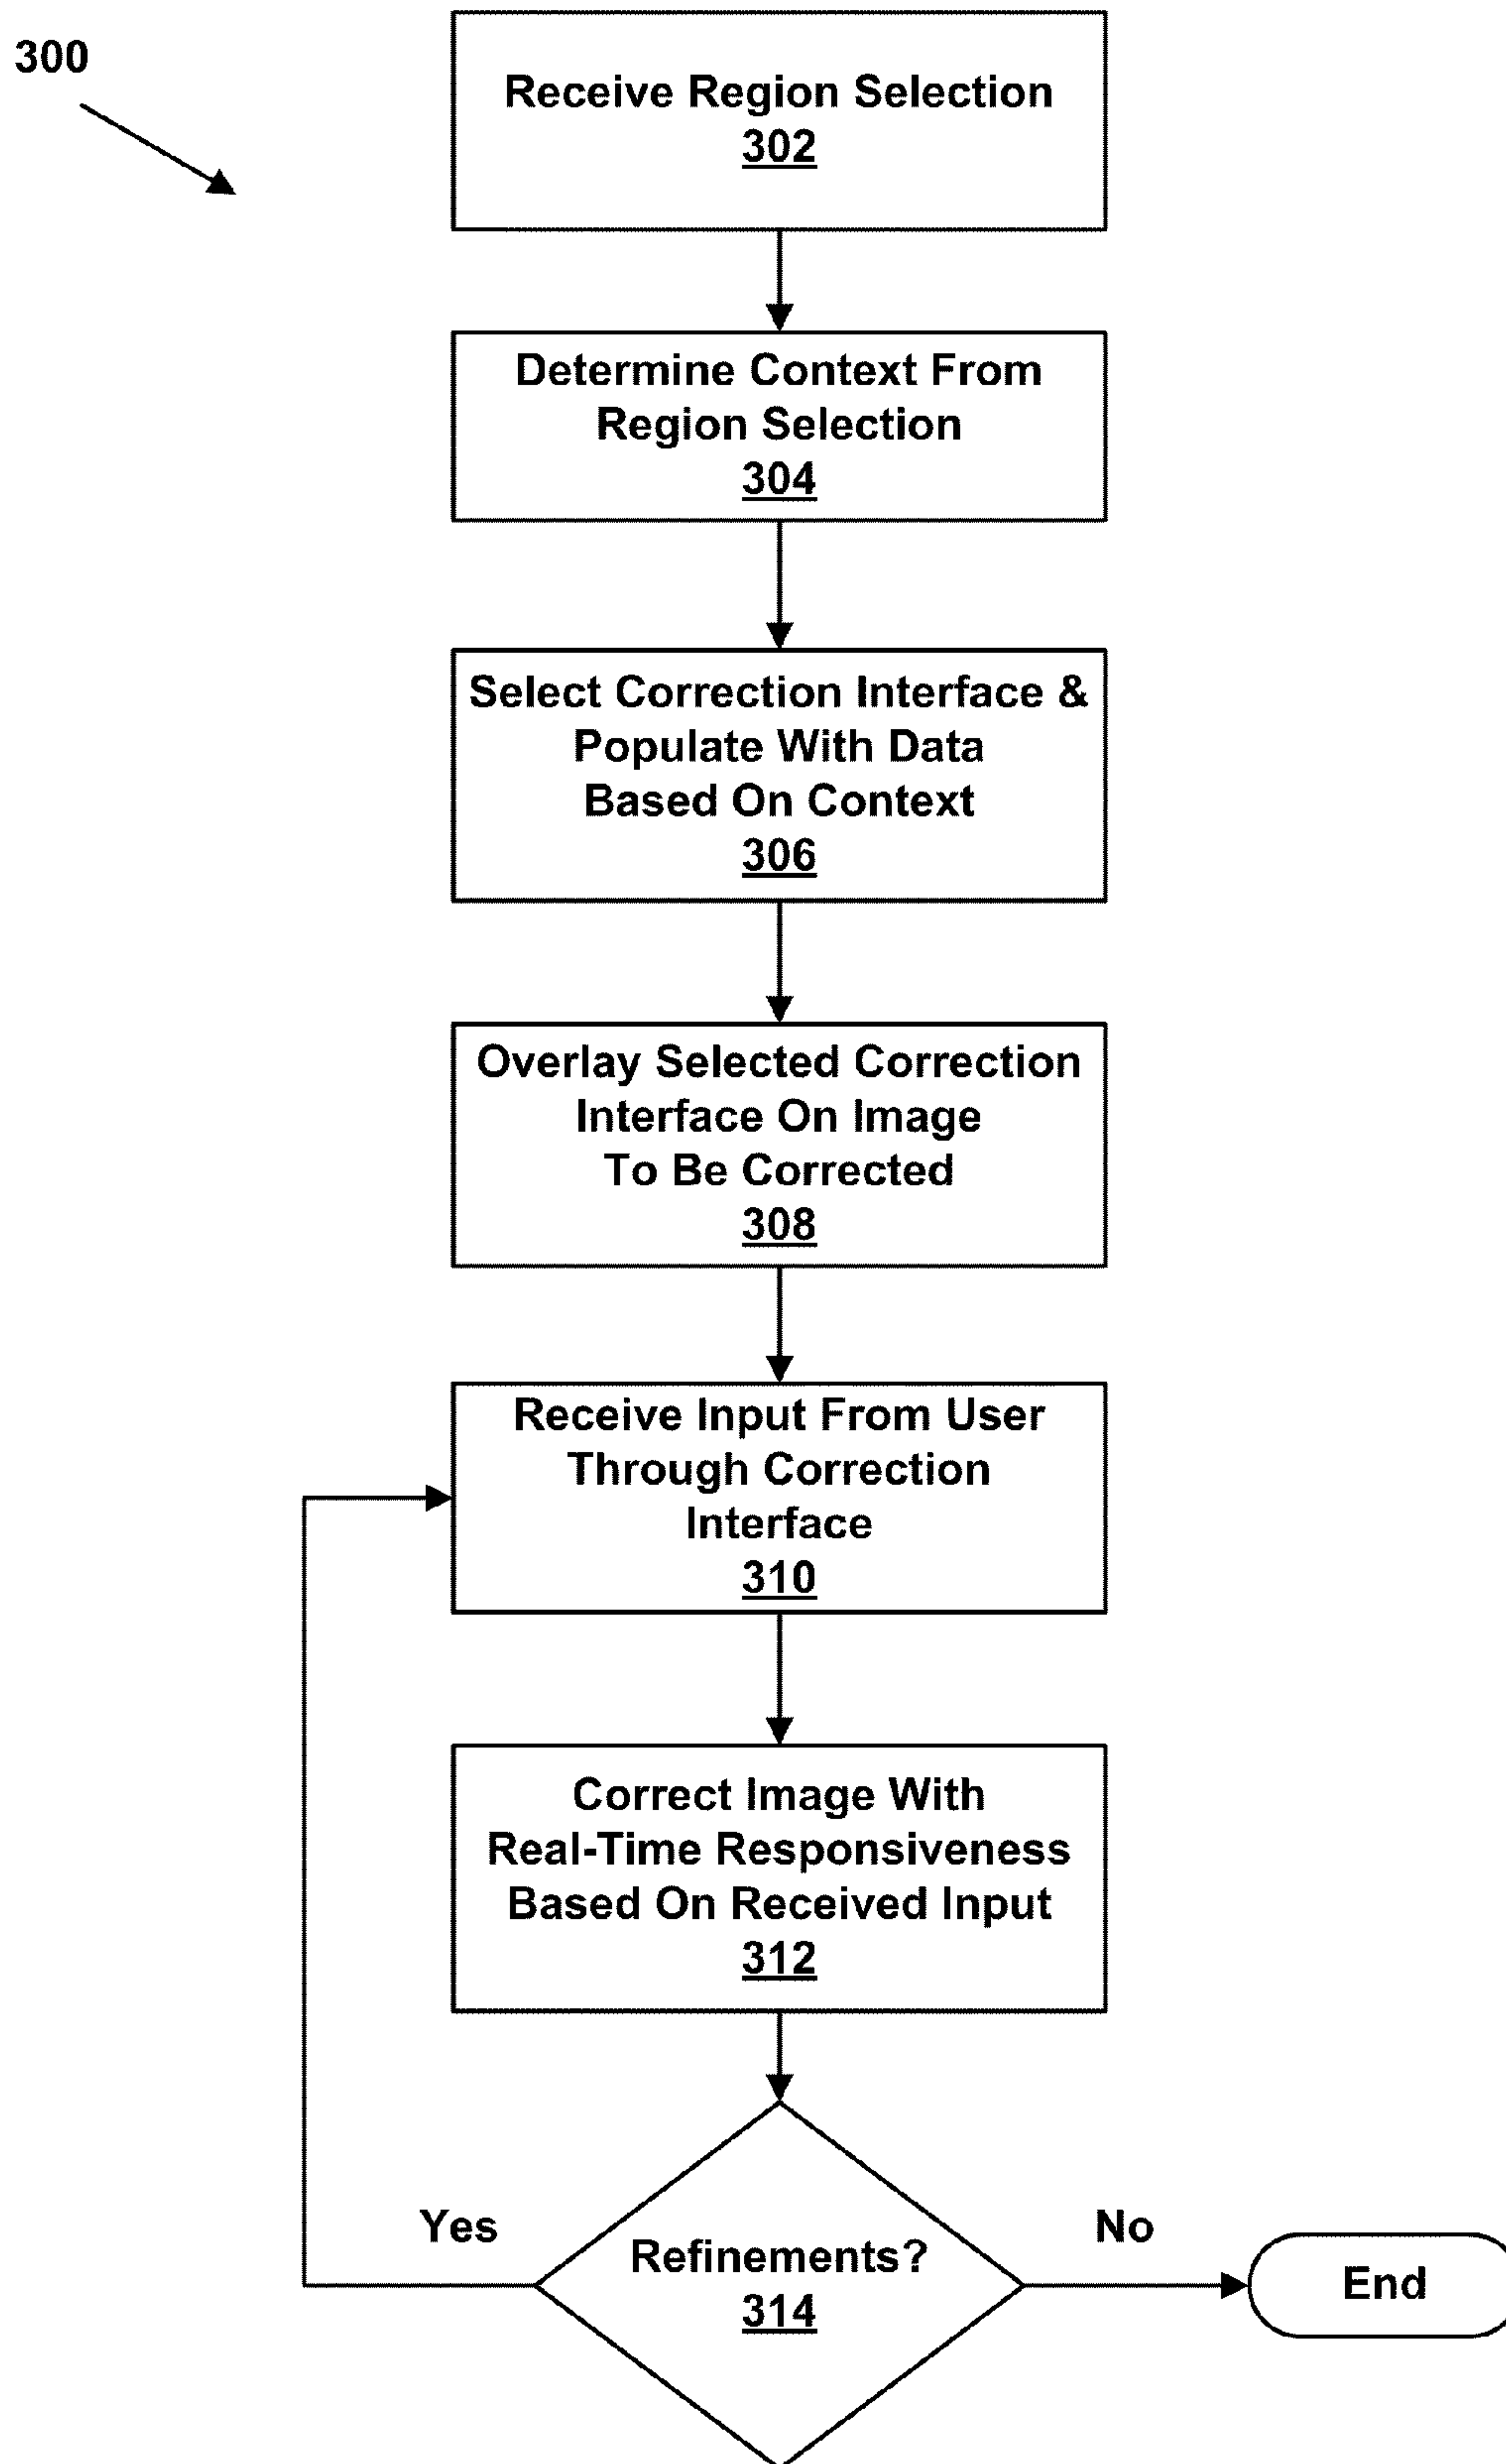 300
Receive Region Selection
302
Determine Context From
Region Selection
304
Select Correction Interface &
Populate With Data
Based On Context
306
Overlay Selected Correction
Interface On Image
To Be Corrected
308
Receive Input From User
Through Correction
Interface
310
Correct Image With
Real-Time Responsiveness
Based On Received Input
312
Yes
No
Refinements?
314
End